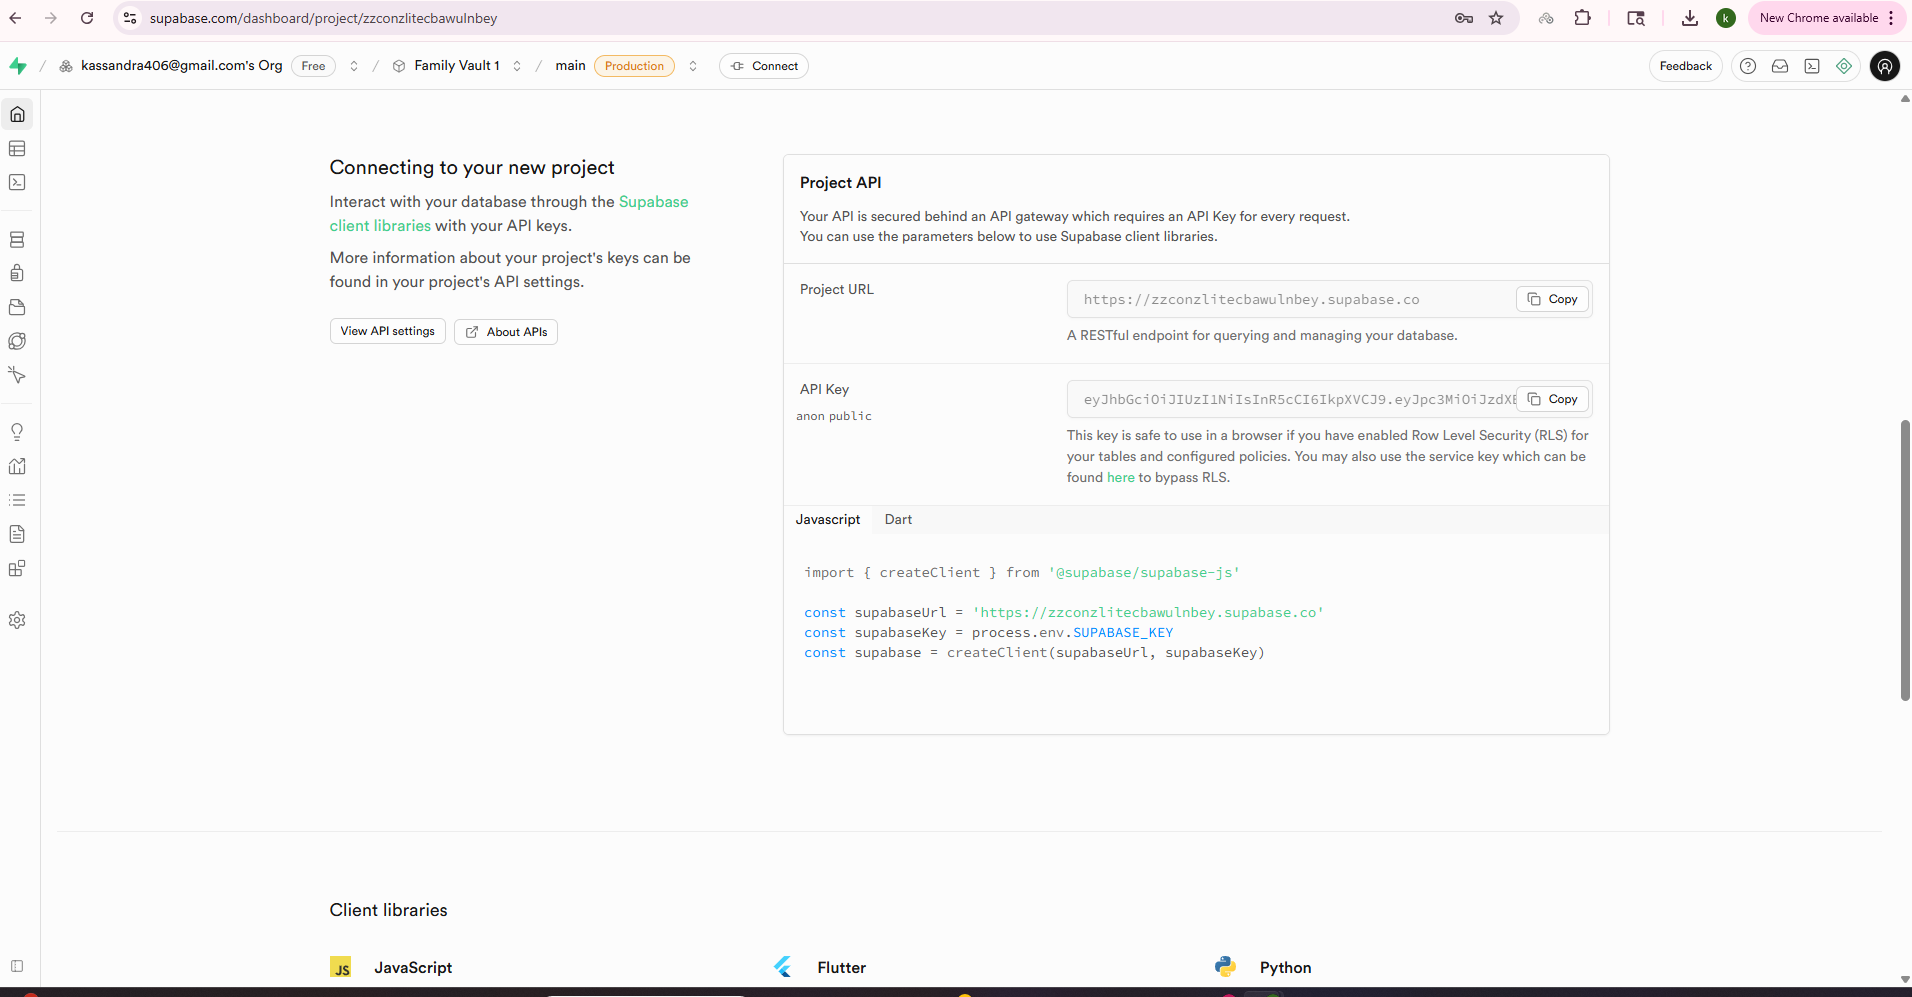 supabase.com/dashboard/project/zzconzlitecbawulnbey
k
New Chrome available
/ kassandra406@gmail.com's Org Free / Family Vault 1 / main Production Connect
Feedback
Connecting to your new project
Interact with your database through the Supabase
client libraries with your API keys.
More information about your project's keys can be
found in your project's API settings.
View API settings
About APIs
Project API
Your API is secured behind an API gateway which requires an API Key for every request.
You can use the parameters below to use Supabase client libraries.
Project URL
https://zzconzlitecbawulnbey.supabase.co
Copy
A RESTful endpoint for querying and managing your database.
API Key
anon public
eyJhbGciOiJIUzI1NiIsInR5cCI6IkpXVCJ9.eyJpc3MiOiJzdXB
Copy
This key is safe to use in a browser if you have enabled Row Level Security (RLS) for
your tables and configured policies. You may also use the service key which can be
found here to bypass RLS.
Javascript
Dart
import { createClient } from '@supabase/supabase-js'
const supabaseUrl = 'https://zzconzlitecbawulnbey.supabase.co'
const supabaseKey = process.env.SUPABASE_KEY
const supabase = createClient(supabaseUrl, supabaseKey)
Client libraries
JS
JavaScript
Flutter
Python